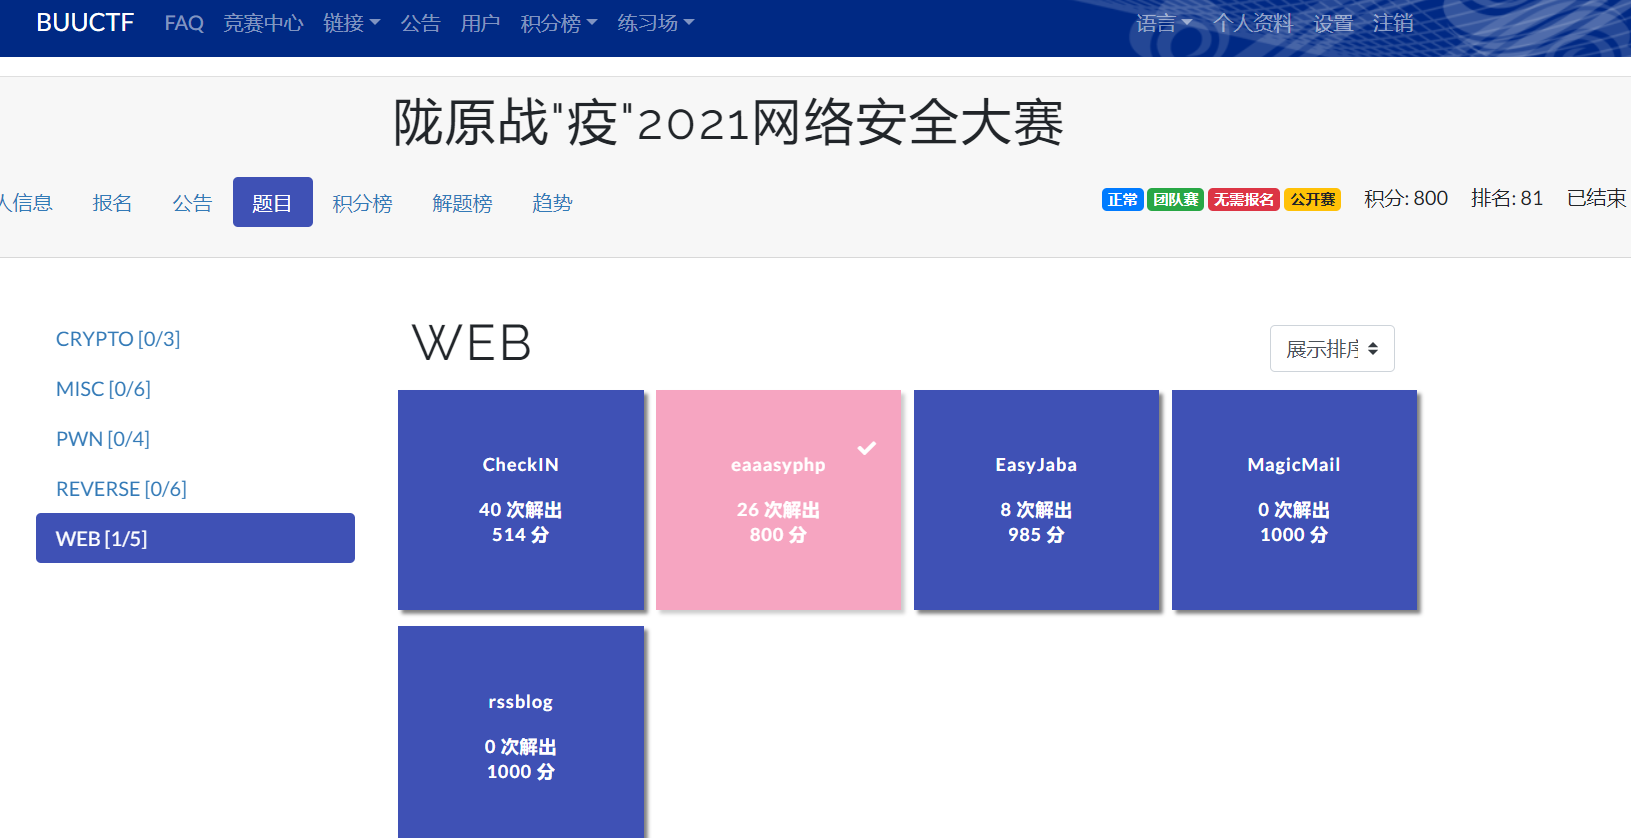 BUUCTF FAQ 竞赛中心 链接 公告 用户 积分榜 练习场 语言 个人资料 设置 注销
陇原战"疫"2021网络安全大赛
人信息 报名 公告 题目 积分榜 解题榜 趋势 正常 团队赛 无需报名 公开赛 积分: 800 排名: 81 已结束
CRYPTO [0/3]
MISC [0/6]
PWN [0/4]
REVERSE [0/6]
WEB [1/5]
WEB
展示排序
CheckIN
40 次解出
514 分
eaaasyphp
26 次解出
800 分
EasyJaba
8 次解出
985 分
MagicMail
0 次解出
1000 分
rssblog
0 次解出
1000 分